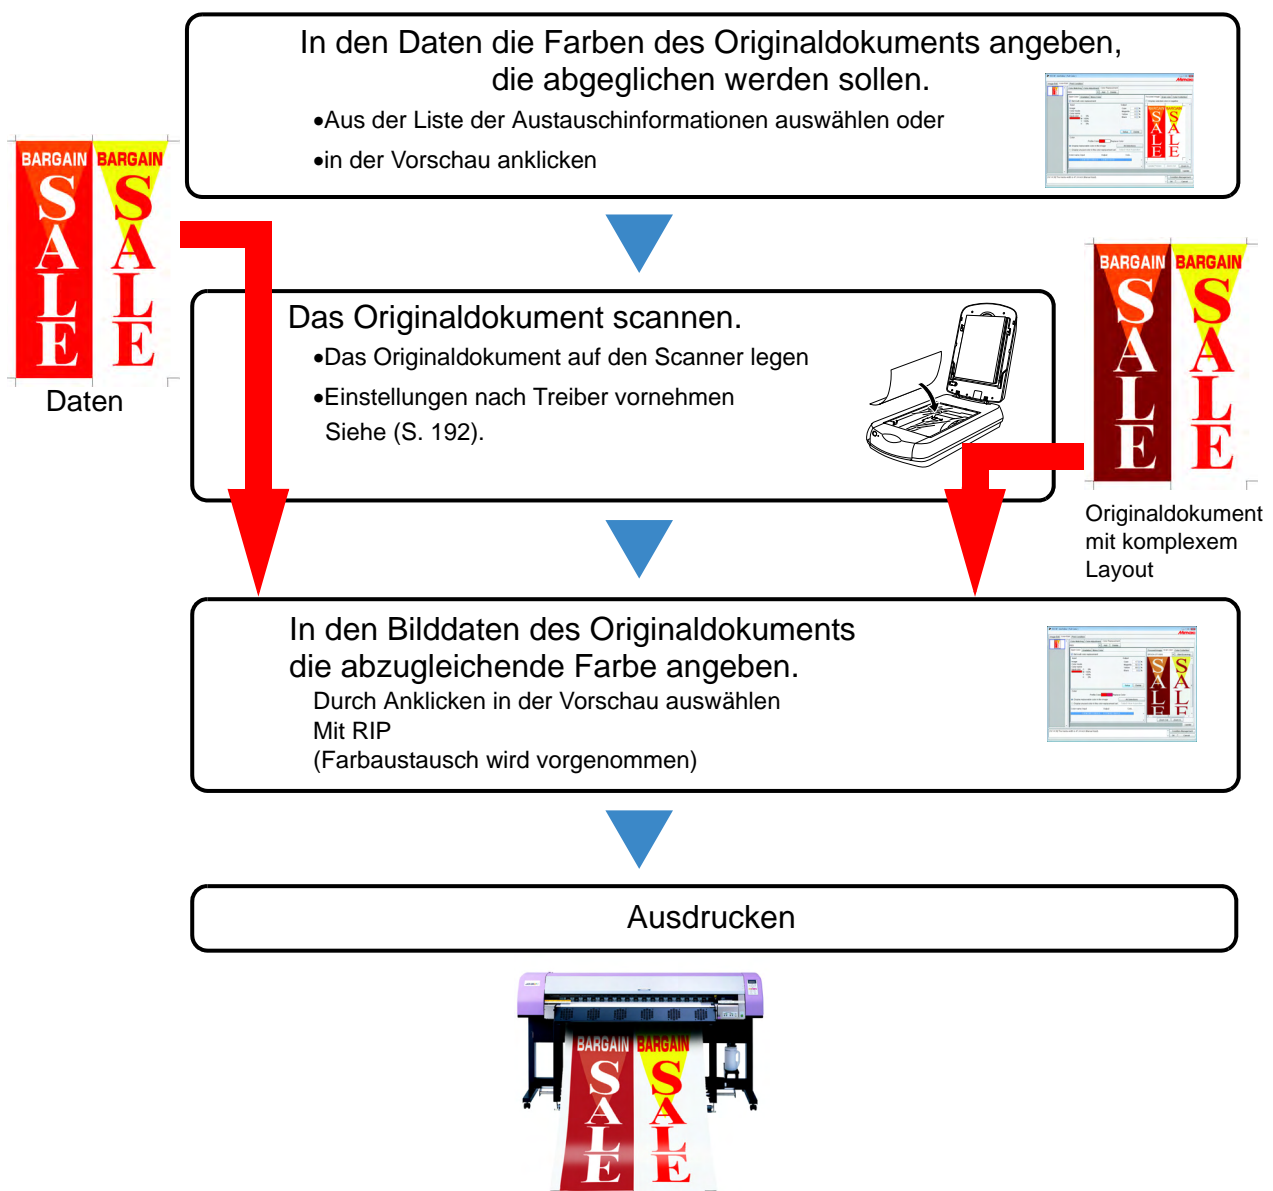 In den Daten die Farben des Originaldokuments angeben,
die abgeglichen werden sollen.
•Aus der Liste der Austauschinformationen auswählen oder
•in der Vorschau anklicken
BARGAIN BARGAIN
SALE SALE
Daten
Das Originaldokument scannen.
•Das Originaldokument auf den Scanner legen
•Einstellungen nach Treiber vornehmen
Siehe (S. 192).
BARGAIN BARGAIN
SALE SALE
Originaldokument
mit komplexem
Layout
In den Bilddaten des Originaldokuments
die abzugleichende Farbe angeben.
Durch Anklicken in der Vorschau auswählen
Mit RIP
(Farbaustausch wird vorgenommen)
Ausdrucken
BARGAIN BARGAIN
SALE SALE